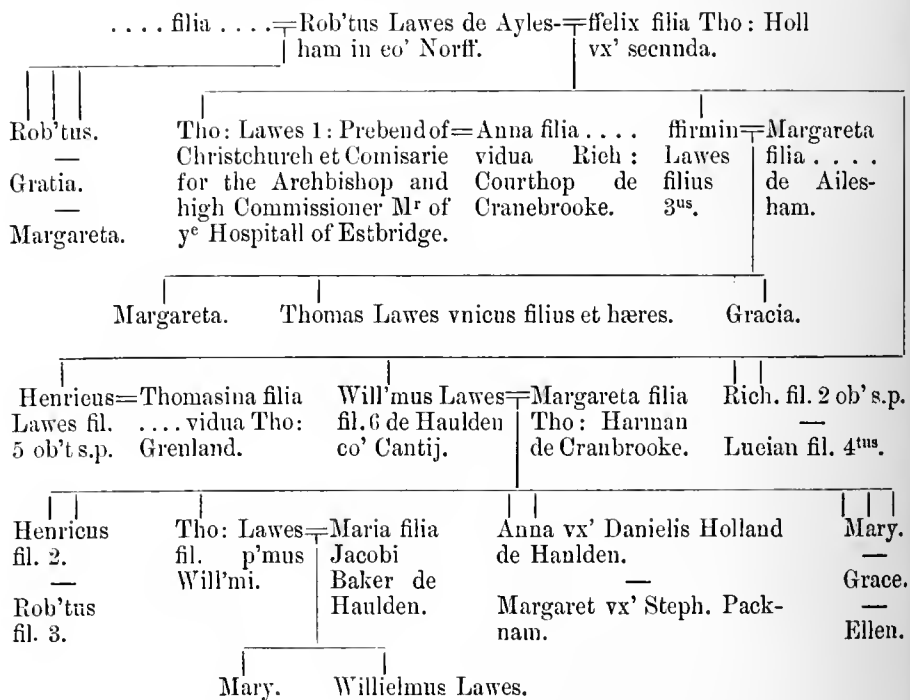 . . . . filia . . . .
Rob'tus Lawes de Ayles-
ham in eo' Norff.
ffelix filia Tho: Holl
vx' secnnda.
Rob'tus.
—
Gratia.
—
Margareta.
Tho: Lawes 1: Prebend of
Christchurch et Comisarie
for the Archbishop and
high Commissioner Mʳ of
yᵉ Hospitall of Estbridge.
Anna filia . . . .
vidua Rich:
Courthop de
Cranebrooke.
ffirmin
Lawes
filius
3ᵘˢ.
Margareta
filia . . . .
de Ailes-
ham.
Margareta.
Thomas Lawes vnicus filius et hæres.
Gracia.
Henricus
Lawes fil.
5 ob't s.p.
Thomasina filia
. . . . vidua Tho:
Grenland.
Will'mus Lawes
fil. 6 de Haulden
co' Cantij.
Margareta filia
Tho: Harman
de Cranbrooke.
Rich. fil. 2 ob' s.p.
—
Lucian fil. 4ᵗᵘˢ.
Henricus
fil. 2.
—
Rob'tus
fil. 3.
Tho: Lawes
fil. p'mus
Will'mi.
Maria filia
Jacobi
Baker de
Haulden.
Anna vx' Danielis Holland
de Haulden.
—
Margaret vx' Steph. Pack-
nam.
Mary.
—
Grace.
—
Ellen.
Mary.
Willielmus Lawes.